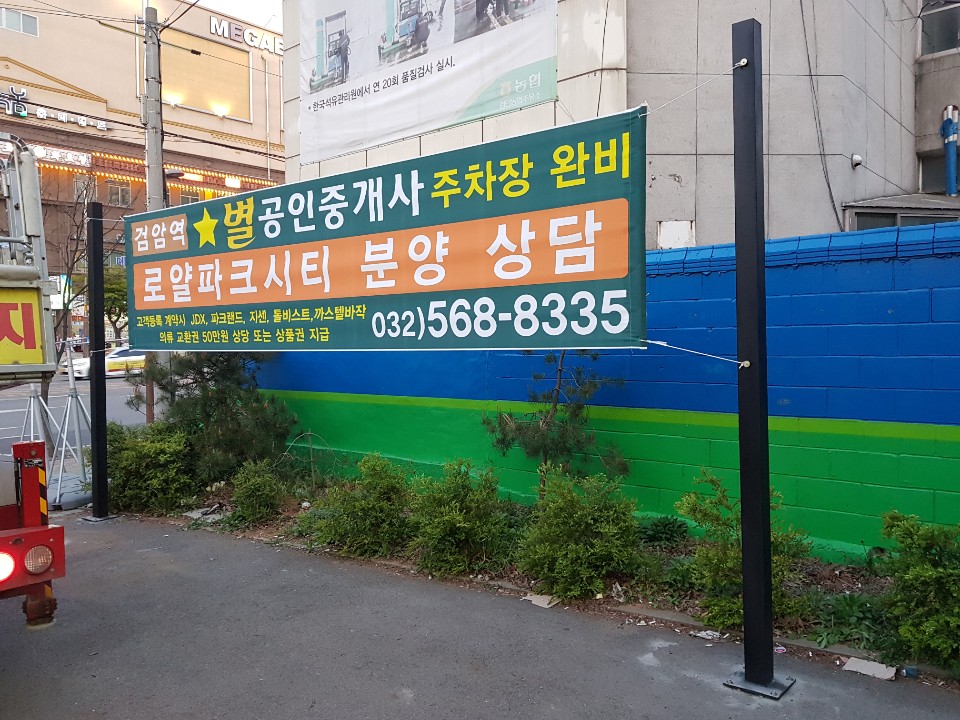 MEGAB
* 한국석유관리원에서 연 20회 품질검사 실시.
농협
검암역 ★별공인중개사 주차장 완비
로얄파크시티 분양 상담
고객등록 계약시 JDX, 파크랜드, 지센, 톨비스트,까스텔바작
의류 교환권 50만원 상당 또는 상품권 지급
032)568-8335